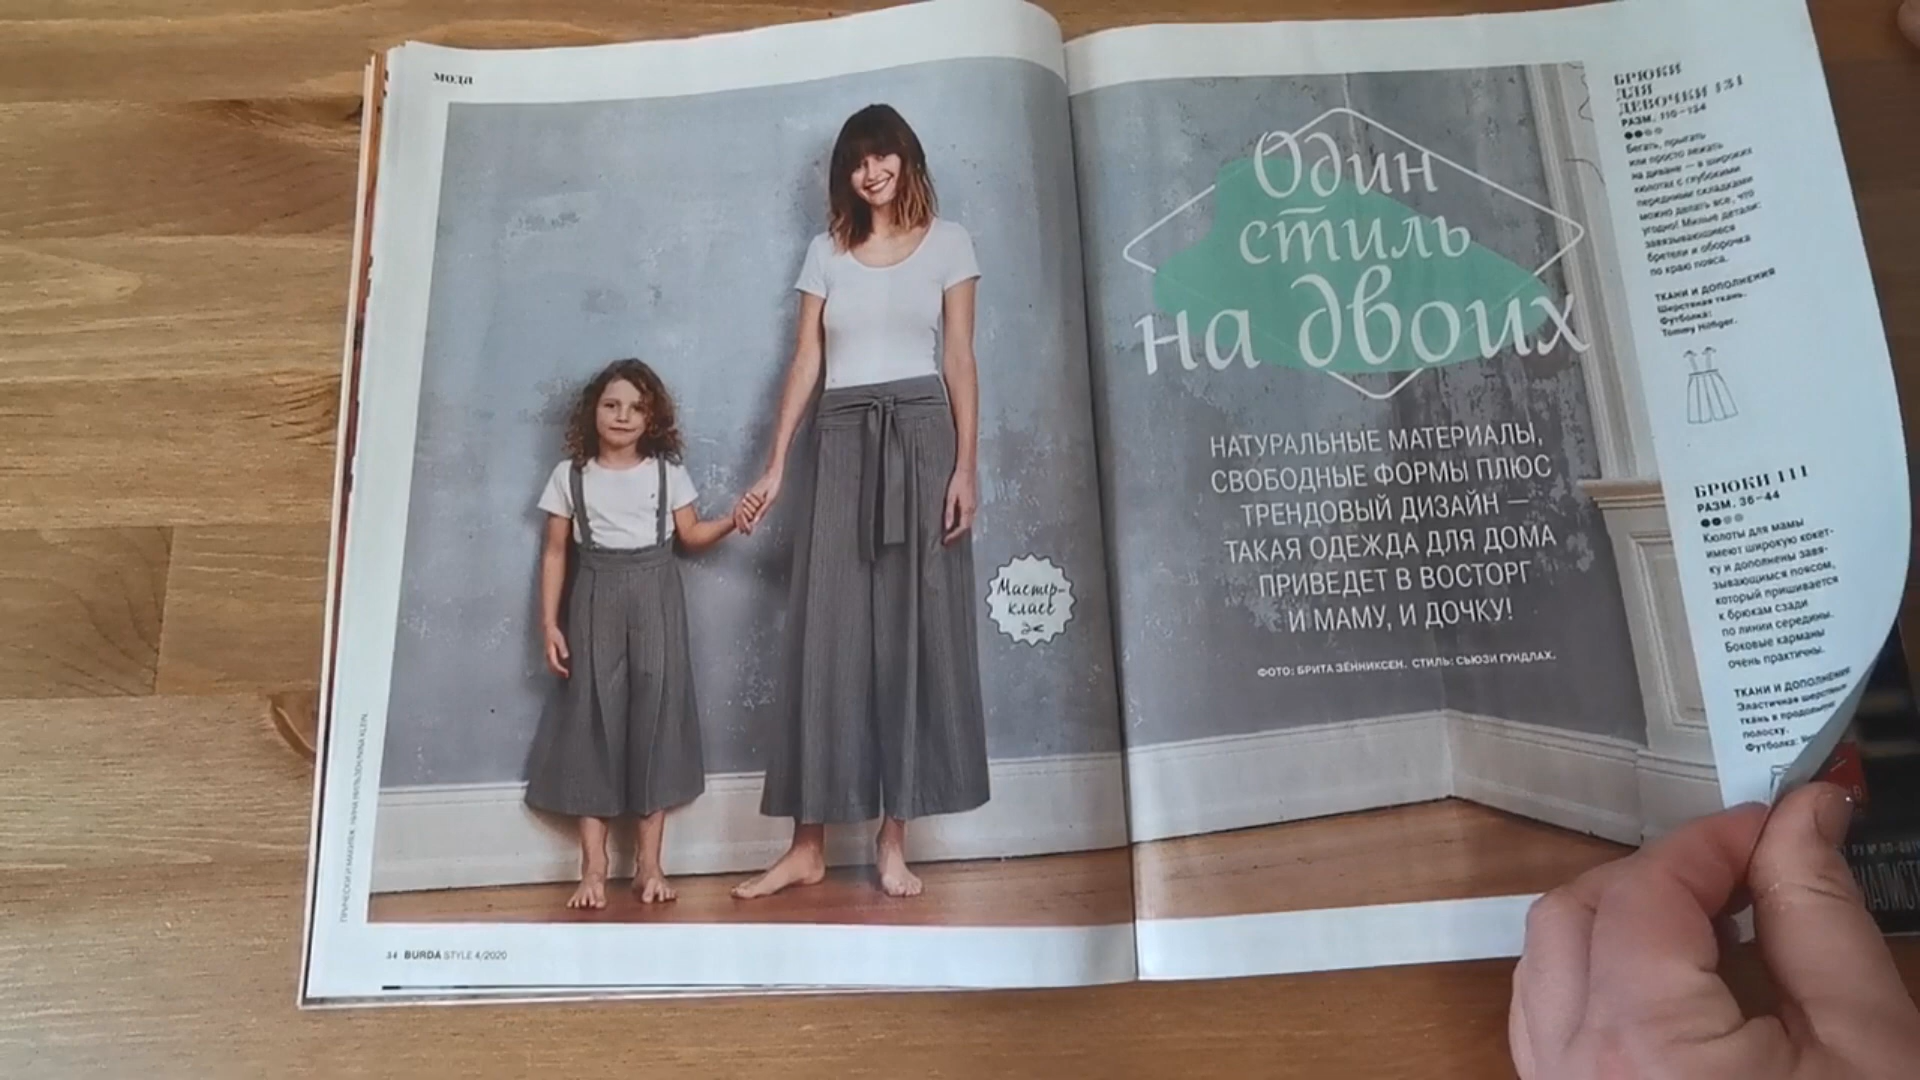 мода
Мастер-
класс
34 BURDA STYLE 4/2020
Один
стиль
на двоих
НАТУРАЛЬНЫЕ МАТЕРИАЛЫ,
СВОБОДНЫЕ ФОРМЫ ПЛЮС
ТРЕНДОВЫЙ ДИЗАЙН —
ТАКАЯ ОДЕЖДА ДЛЯ ДОМА
ПРИВЕДЕТ В ВОСТОРГ
И МАМУ, И ДОЧКУ!
ФОТО: БРИТА ЗЁННИКСЕН. СТИЛЬ: СЬЮЗИ ГУНДЛАХ.
БРЮКИ
ДЛЯ
ДЕВОЧКИ 131
РАЗМ. 110–134
Бегать, прыгать
или просто лежать
на диване — в широких
кюлотах с глубокими
передними складками
можно делать все, что
угодно! Милые детали:
завязывающиеся
бретели и оборочка
по краю пояса.
ТКАНИ И ДОПОЛНЕНИЯ
Шерстяная ткань.
Футболка:
Tommy Hilfiger.
БРЮКИ 111
РАЗМ. 36–44
Кюлоты для мамы
имеют широкую кокет-
ку и дополнены завя-
зывающимся поясом,
который пришивается
к брюкам сзади
по линии середины.
Боковые карманы
очень практичны.
ТКАНИ И ДОПОЛНЕНИЯ
Эластичная шерстяная
ткань в продольную
полоску.
Футболка: